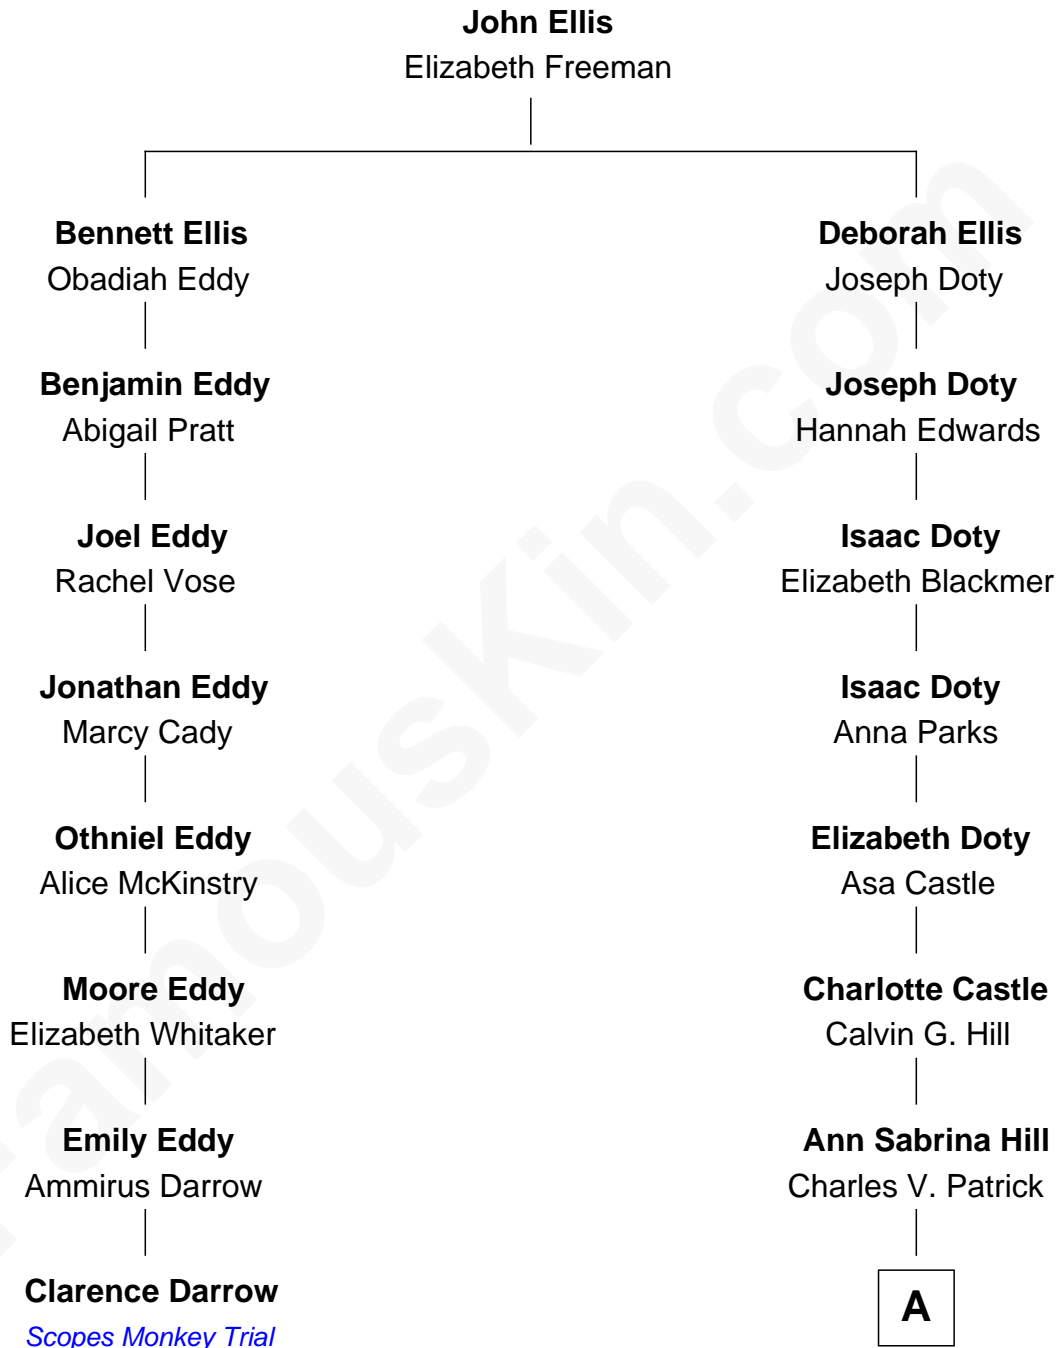 John Ellis
Elizabeth Freeman
Bennett Ellis
Obadiah Eddy
Deborah Ellis
Joseph Doty
Benjamin Eddy
Abigail Pratt
Joseph Doty
Hannah Edwards
Joel Eddy
Rachel Vose
Isaac Doty
Elizabeth Blackmer
Jonathan Eddy
Marcy Cady
Isaac Doty
Anna Parks
Othniel Eddy
Alice McKinstry
Elizabeth Doty
Asa Castle
Moore Eddy
Elizabeth Whitaker
Charlotte Castle
Calvin G. Hill
Emily Eddy
Ammirus Darrow
Ann Sabrina Hill
Charles V. Patrick
Clarence Darrow
Scopes Monkey Trial
A
FamousKin.com